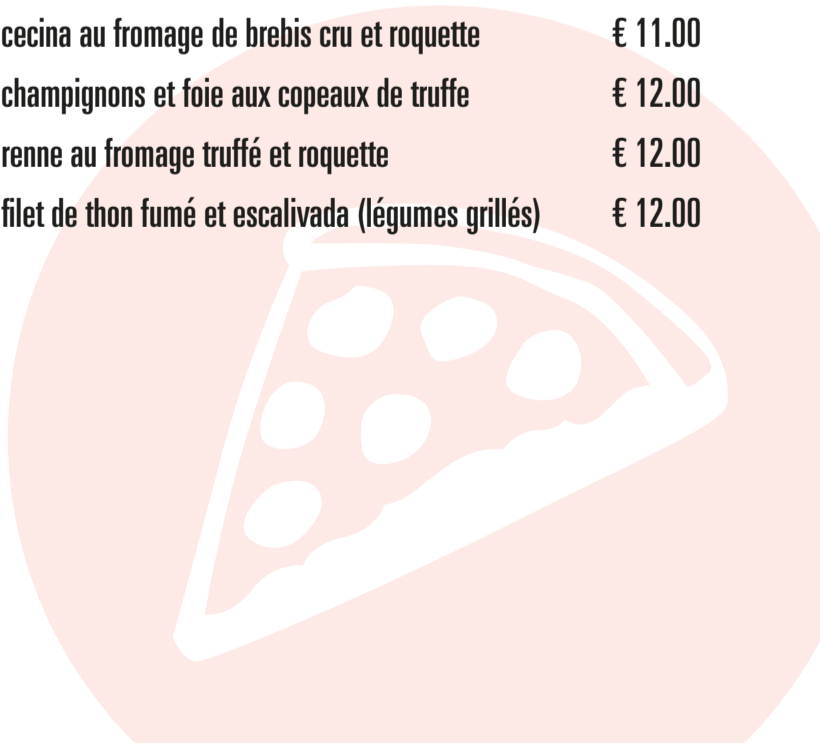 cecina au fromage de brebis cru et roquette € 11.00
champignons et foie aux copeaux de truffe € 12.00
renne au fromage truffé et roquette € 12.00
filet de thon fumé et escalivada (légumes grillés) € 12.00